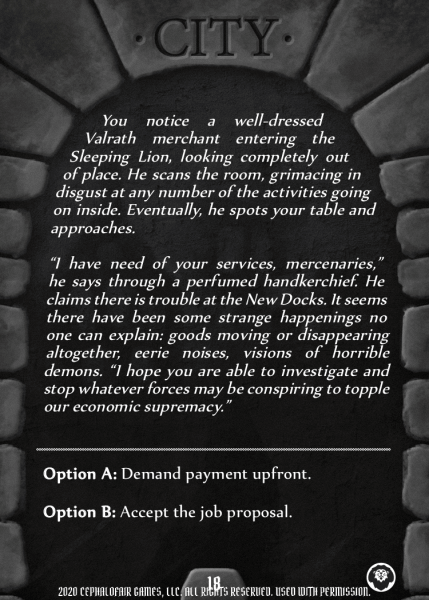 · CITY ·
You notice a well-dressed
Valrath merchant entering the
Sleeping Lion, looking completely out
of place. He scans the room, grimacing in
disgust at any number of the activities going
on inside. Eventually, he spots your table and
approaches.
“I have need of your services, mercenaries,”
he says through a perfumed handkerchief. He
claims there is trouble at the New Docks. It seems
there have been some strange happenings no
one can explain: goods moving or disappearing
altogether, eerie noises, visions of horrible
demons. “I hope you are able to investigate and
stop whatever forces may be conspiring to topple
our economic supremacy.”
Option A: Demand payment upfront.
Option B: Accept the job proposal.
18
2020 CEPHALOFAIR GAMES, LLC. ALL RIGHTS RESERVED. USED WITH PERMISSION.